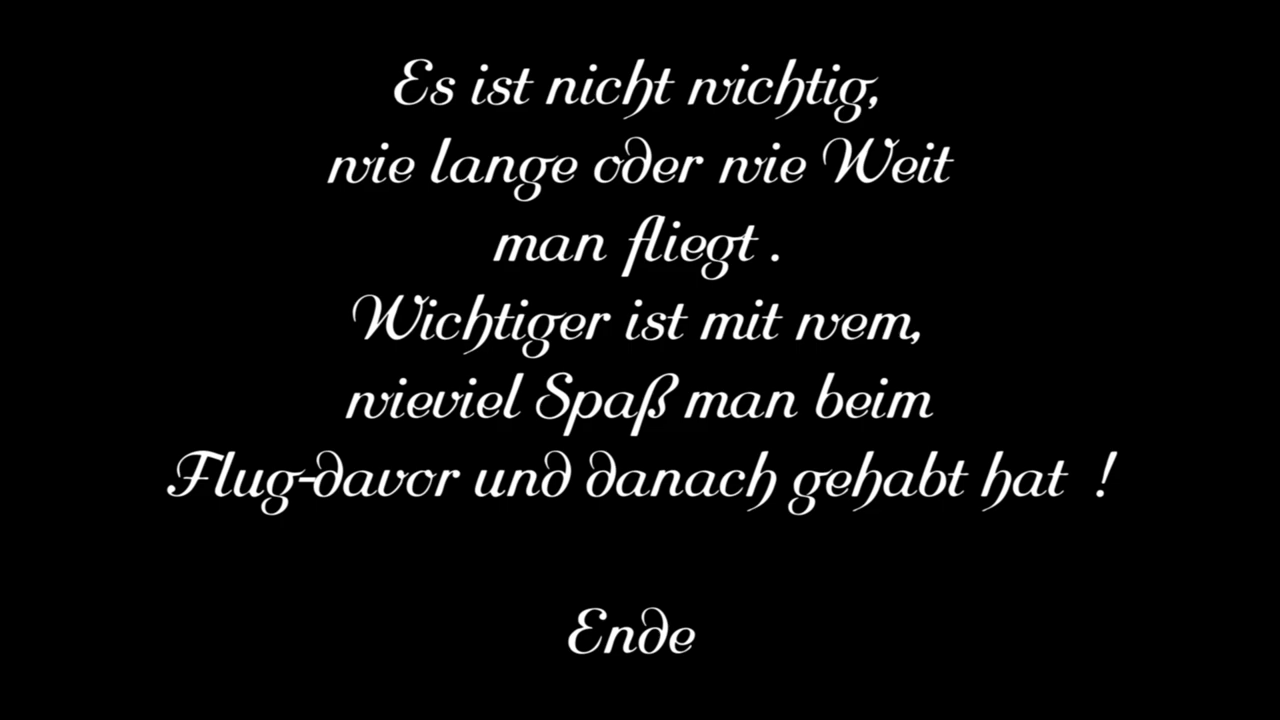 Es ist nicht wichtig,
wie lange oder wie Weit
man fliegt .
Wichtiger ist mit wem,
wieviel Spaß man beim
Flug-davor und danach gehabt hat !
Ende